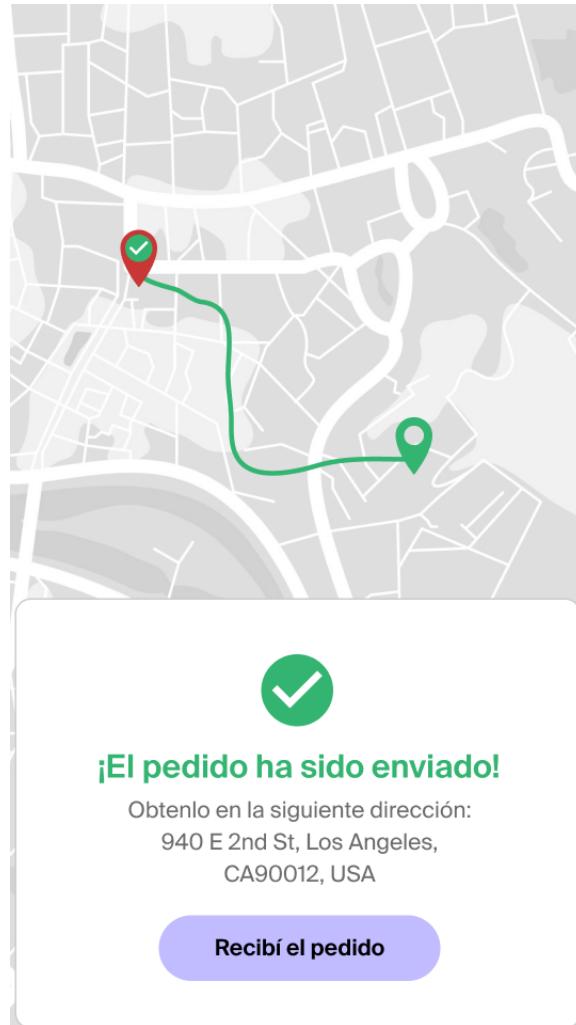 ¡El pedido ha sido enviado!
Obtenlo en la siguiente dirección:
940 E 2nd St, Los Angeles,
CA90012, USA
Recibí el pedido